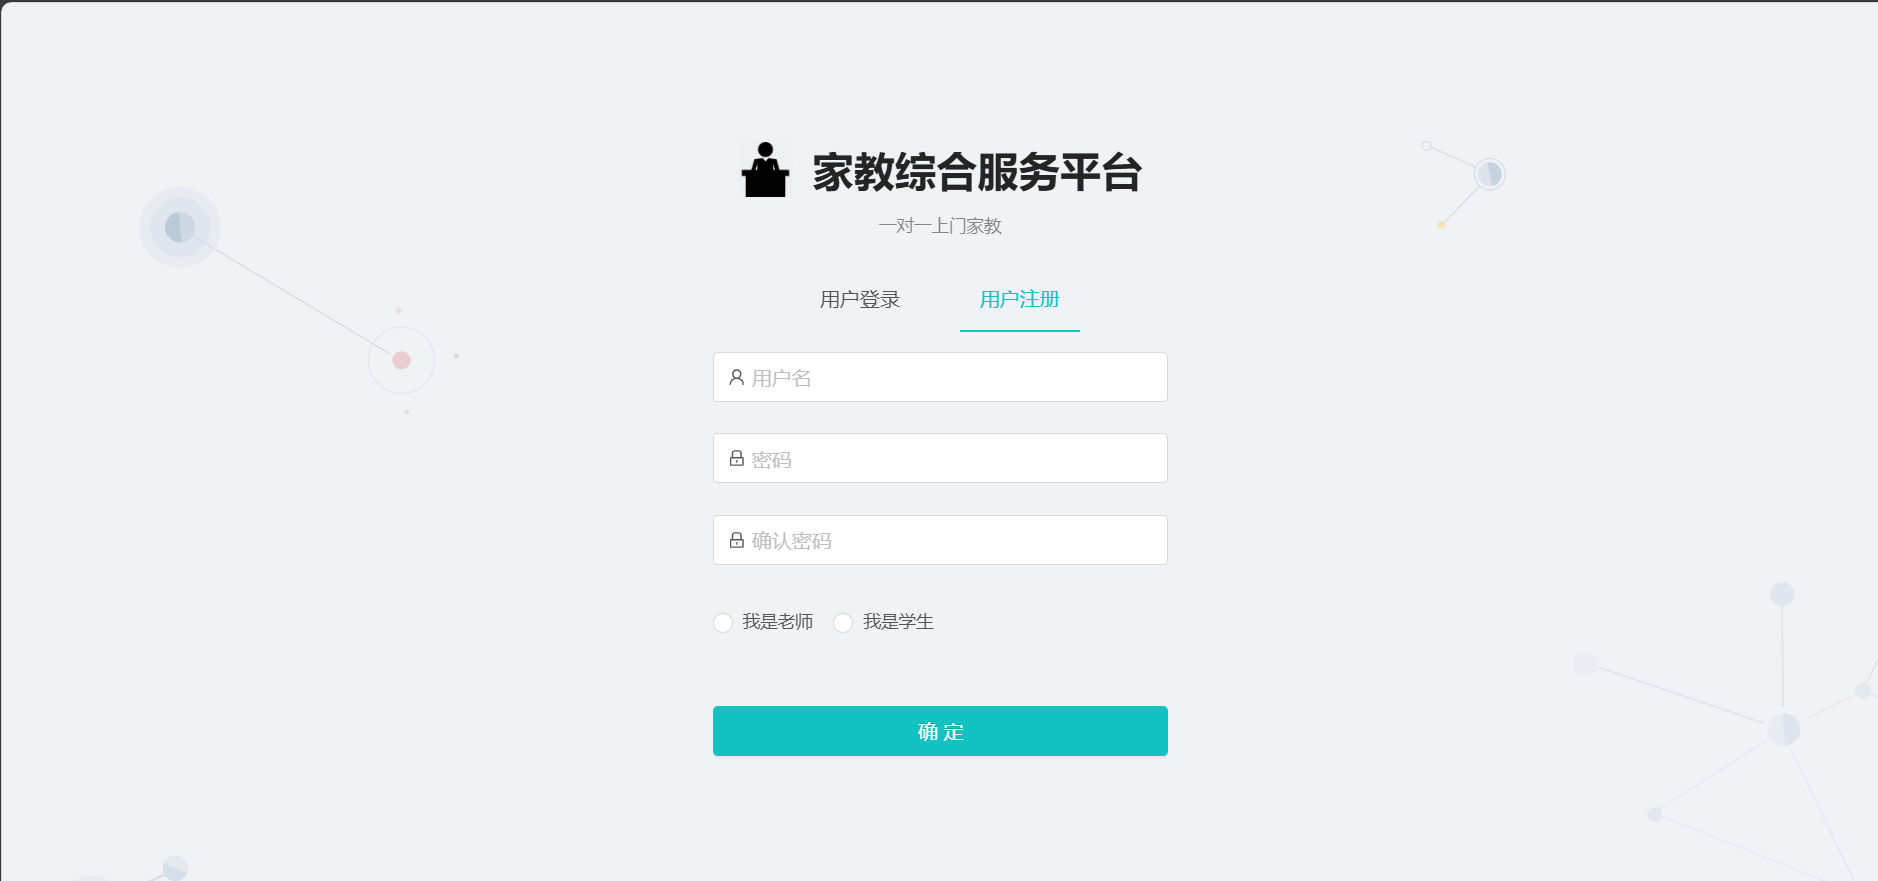 家教综合服务平台
一对一上门家教
用户登录 用户注册
用户名
密码
确认密码
我是老师 我是学生
确 定